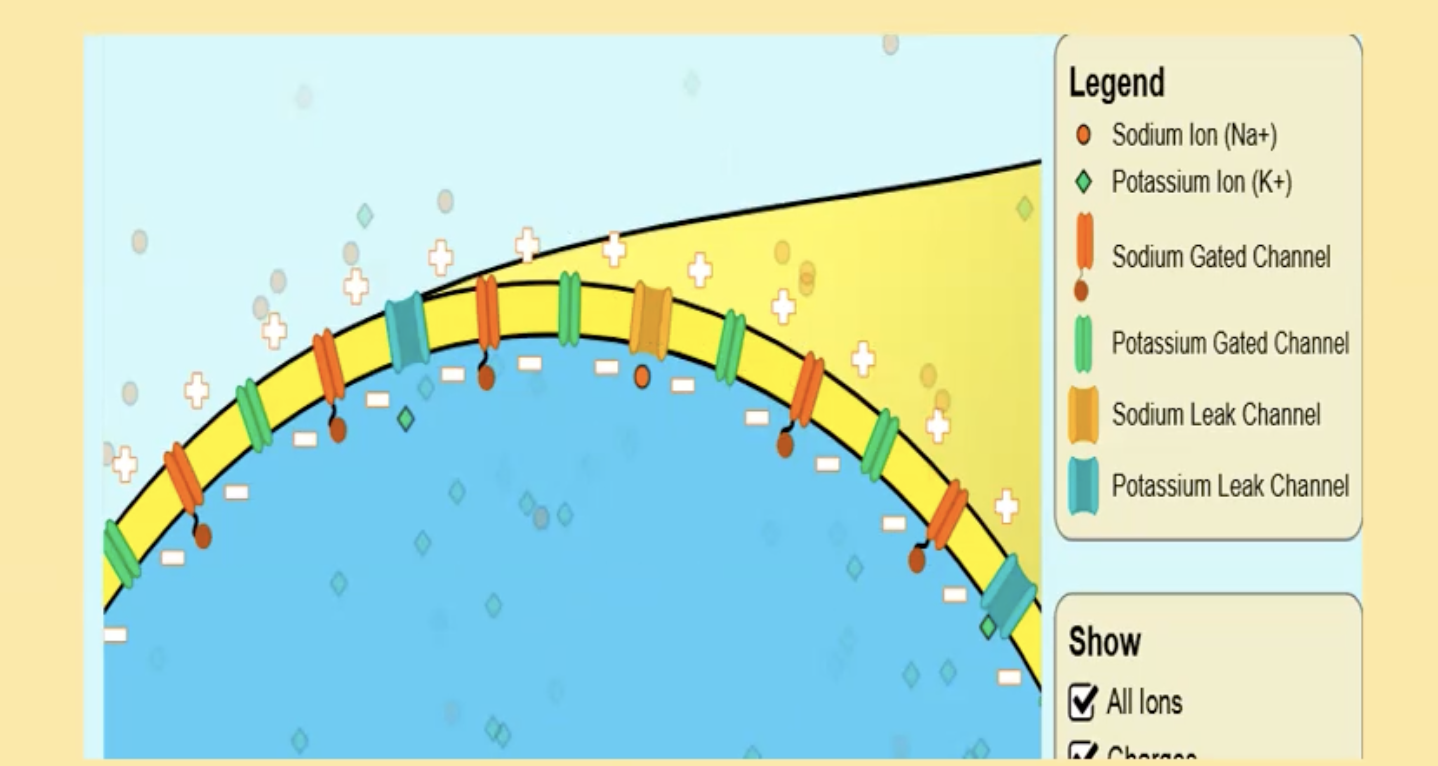 Legend
Sodium Ion (Na+)
Potassium Ion (K+)
Sodium Gated Channel
Potassium Gated Channel
Sodium Leak Channel
Potassium Leak Channel
Show
All Ions
Charges